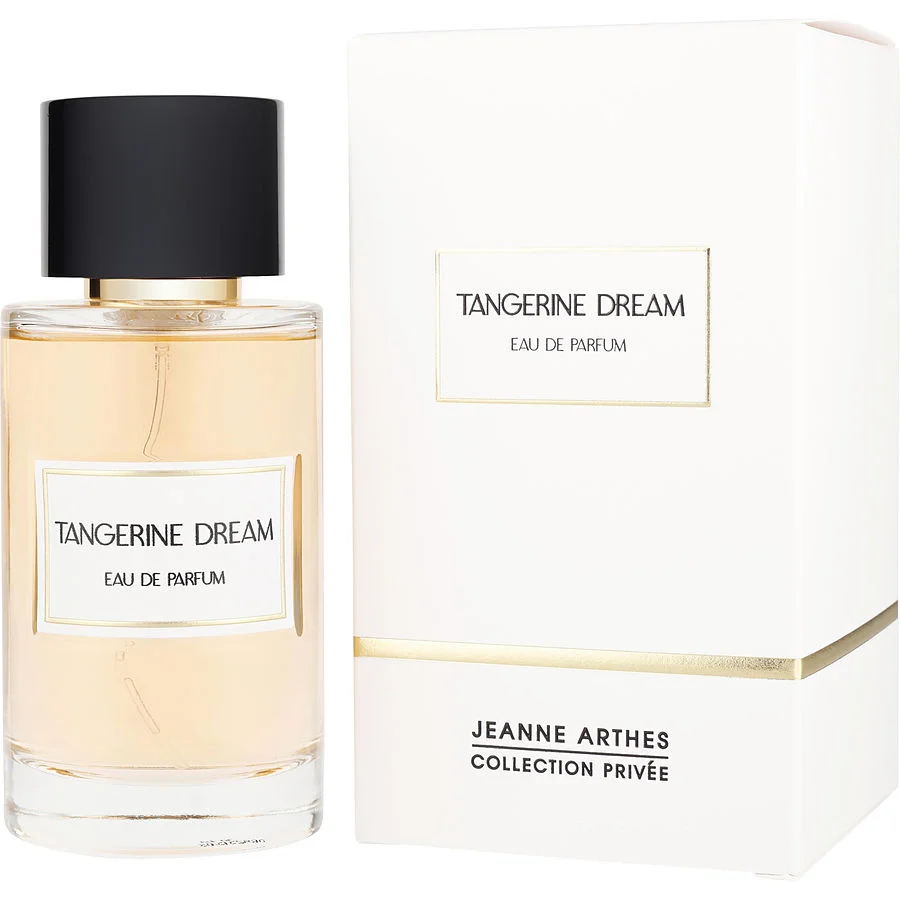 TANGERINE DREAM
EAU DE PARFUM
TANGERINE DREAM
EAU DE PARFUM
JEANNE ARTHES
COLLECTION PRIVÉE